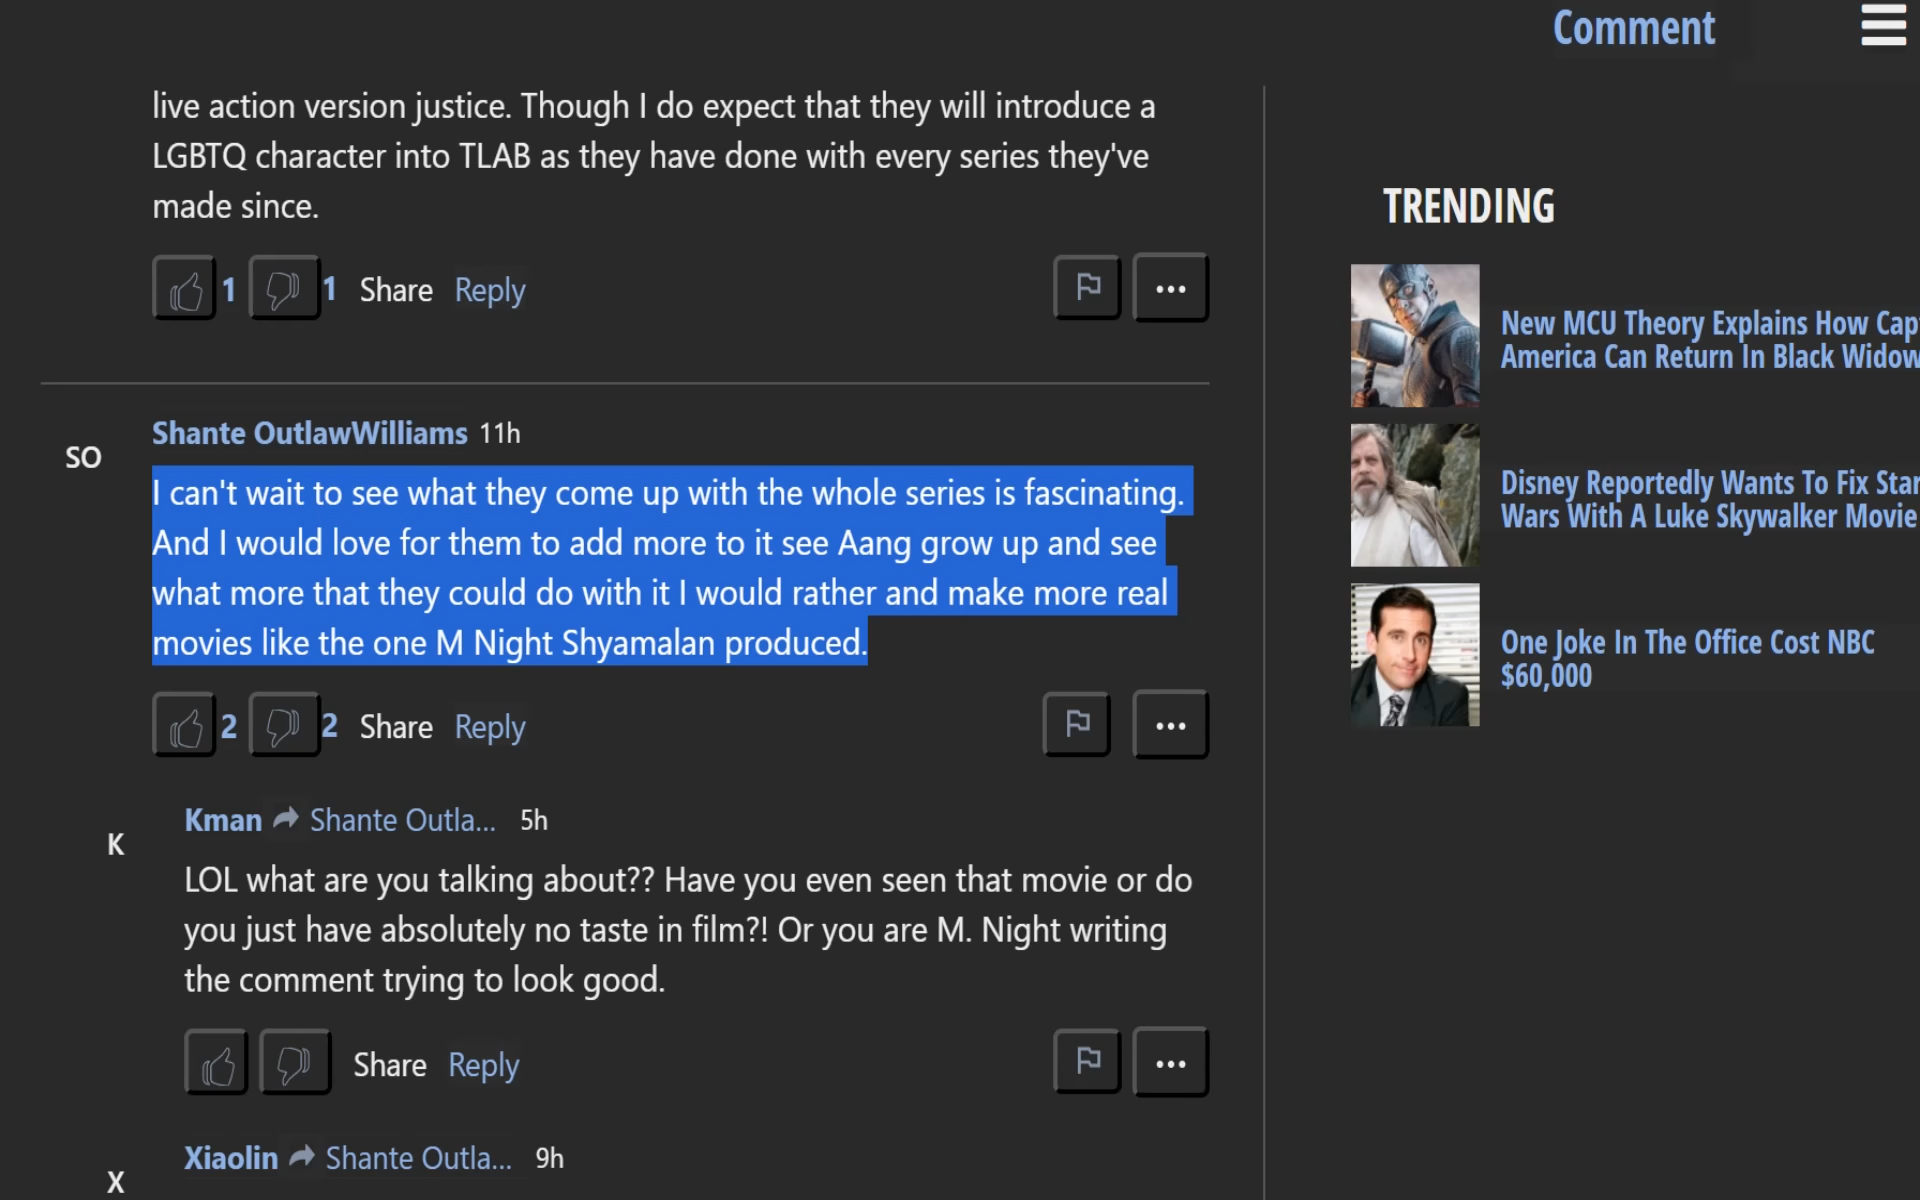 Comment
live action version justice. Though I do expect that they will introduce a
LGBTQ character into TLAB as they have done with every series they've
made since.
1 1 Share Reply
SO
Shante OutlawWilliams 11h
I can't wait to see what they come up with the whole series is fascinating.
And I would love for them to add more to it see Aang grow up and see
what more that they could do with it I would rather and make more real
movies like the one M Night Shyamalan produced.
2 2 Share Reply
K
Kman Shante Outla... 5h
LOL what are you talking about?? Have you even seen that movie or do
you just have absolutely no taste in film?! Or you are M. Night writing
the comment trying to look good.
Share Reply
X
Xiaolin Shante Outla... 9h
TRENDING
New MCU Theory Explains How Cap
America Can Return In Black Widow
Disney Reportedly Wants To Fix Star
Wars With A Luke Skywalker Movie
One Joke In The Office Cost NBC
$60,000